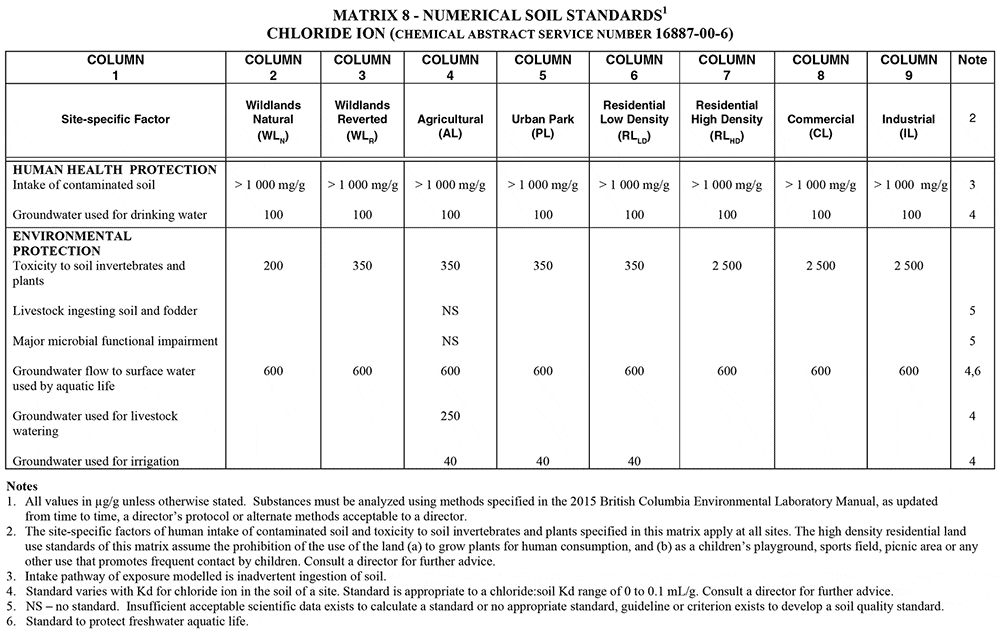 MATRIX 8 - NUMERICAL SOIL STANDARDS1
CHLORIDE ION (CHEMICAL ABSTRACT SERVICE NUMBER 16887-00-6)
COLUMN 1 COLUMN 2 COLUMN 3 COLUMN 4 COLUMN 5 COLUMN 6 COLUMN 7 COLUMN 8 COLUMN 9 Note
Site-specific Factor Wildlands Natural (WLN) Wildlands Reverted (WLR) Agricultural (AL) Urban Park (PL) Residential Low Density (RLLD) Residential High Density (RLHD) Commercial (CL) Industrial (IL) 2
HUMAN HEALTH PROTECTION
Intake of contaminated soil > 1 000 mg/g > 1 000 mg/g > 1 000 mg/g > 1 000 mg/g > 1 000 mg/g > 1 000 mg/g > 1 000 mg/g > 1 000 mg/g 3
Groundwater used for drinking water 100 100 100 100 100 100 100 100 4
ENVIRONMENTAL
PROTECTION
Toxicity to soil invertebrates and 200 350 350 350 350 2 500 2 500 2 500
plants
Livestock ingesting soil and fodder NS 5
Major microbial functional impairment NS 5
Groundwater flow to surface water 600 600 600 600 600 600 600 600 4,6
used by aquatic life
Groundwater used for livestock 250 4
watering
Groundwater used for irrigation 40 40 40 4
Notes
1. All values in µg/g unless otherwise stated. Substances must be analyzed using methods specified in the 2015 British Columbia Environmental Laboratory Manual, as updated
from time to time, a director's protocol or alternate methods acceptable to a director.
2. The site-specific factors of human intake of contaminated soil and toxicity to soil invertebrates and plants specified in this matrix apply at all sites. The high density residential land
use standards of this matrix assume the prohibition of the use of the land (a) to grow plants for human consumption, and (b) as a children's playground, sports field, picnic area or any
other use that promotes frequent contact by children. Consult a director for further advice.
3. Intake pathway of exposure modelled is inadvertent ingestion of soil.
4. Standard varies with Kd for chloride ion in the soil of a site. Standard is appropriate to a chloride:soil Kd range of 0 to 0.1 mL/g. Consult a director for further advice.
5. NS – no standard. Insufficient acceptable scientific data exists to calculate a standard or no appropriate standard, guideline or criterion exists to develop a soil quality standard.
6. Standard to protect freshwater aquatic life.